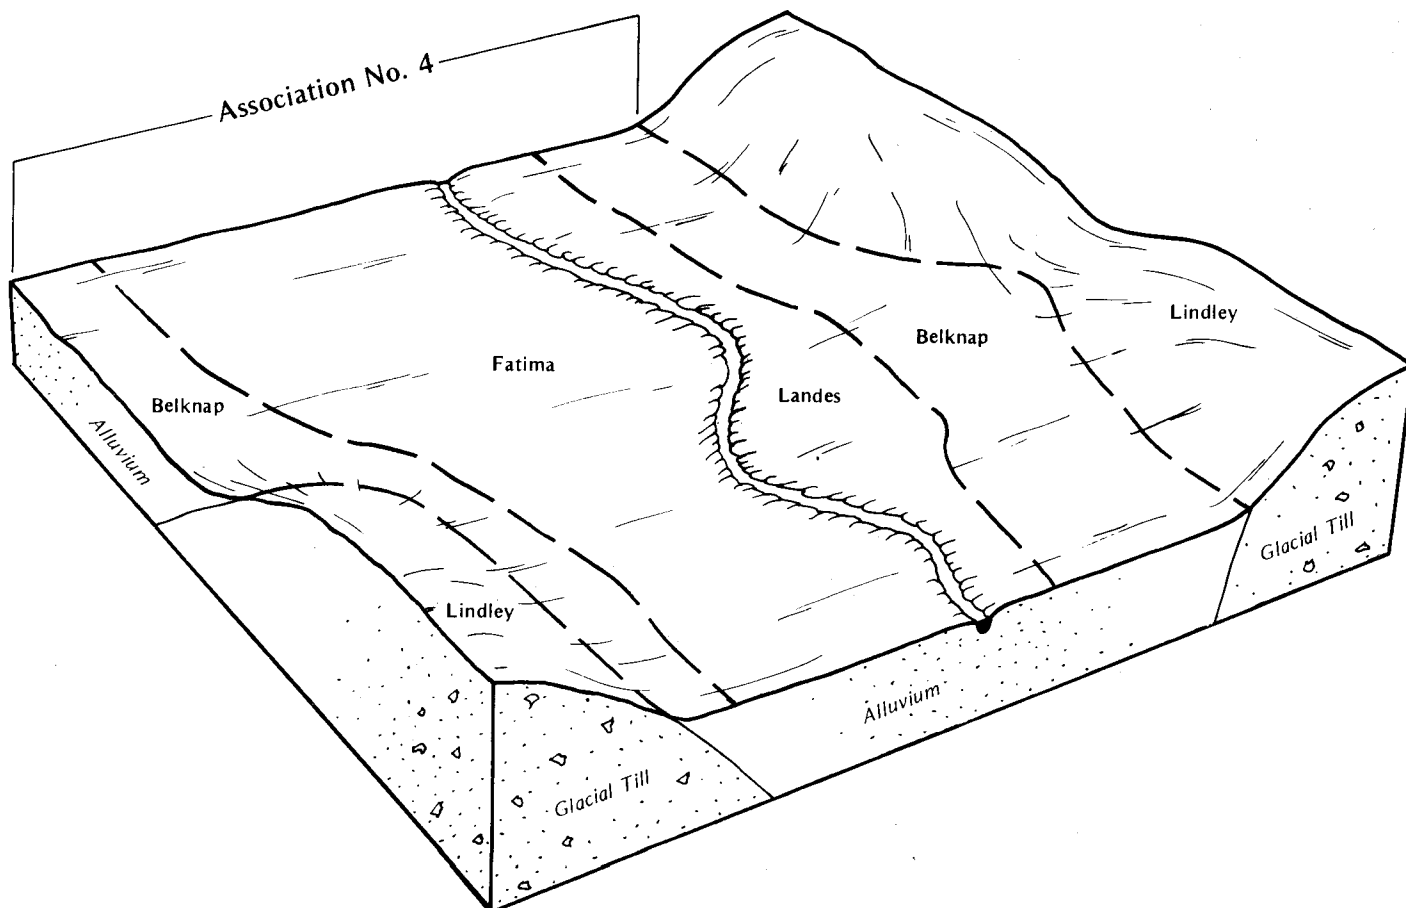 Association No. 4
Lindley
Belknap
Fatima
Landes
Belknap
Alluvium
Glacial Till
Lindley
Alluvium
Glacial Till